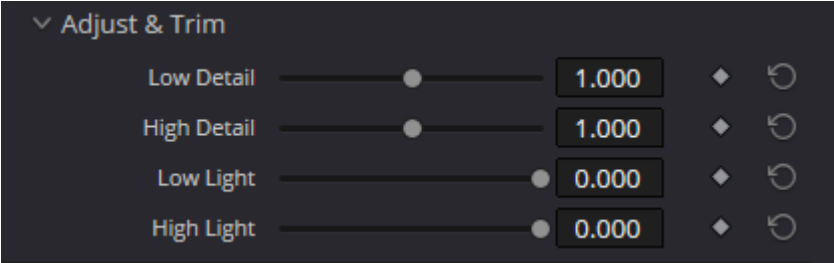 Adjust & Trim
Low Detail 1.000
High Detail 1.000
Low Light 0.000
High Light 0.000